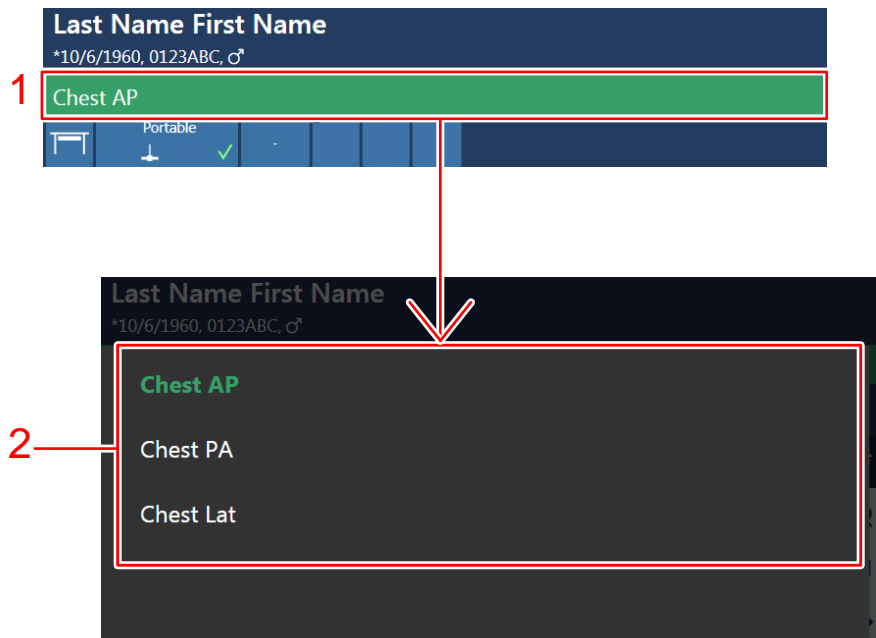 Last Name First Name
*10/6/1960, 0123ABC, ♂
1
Chest AP
Portable
-
Last Name First Name
*10/6/1960, 0123ABC, ♂
Chest AP
2
Chest PA
Chest Lat